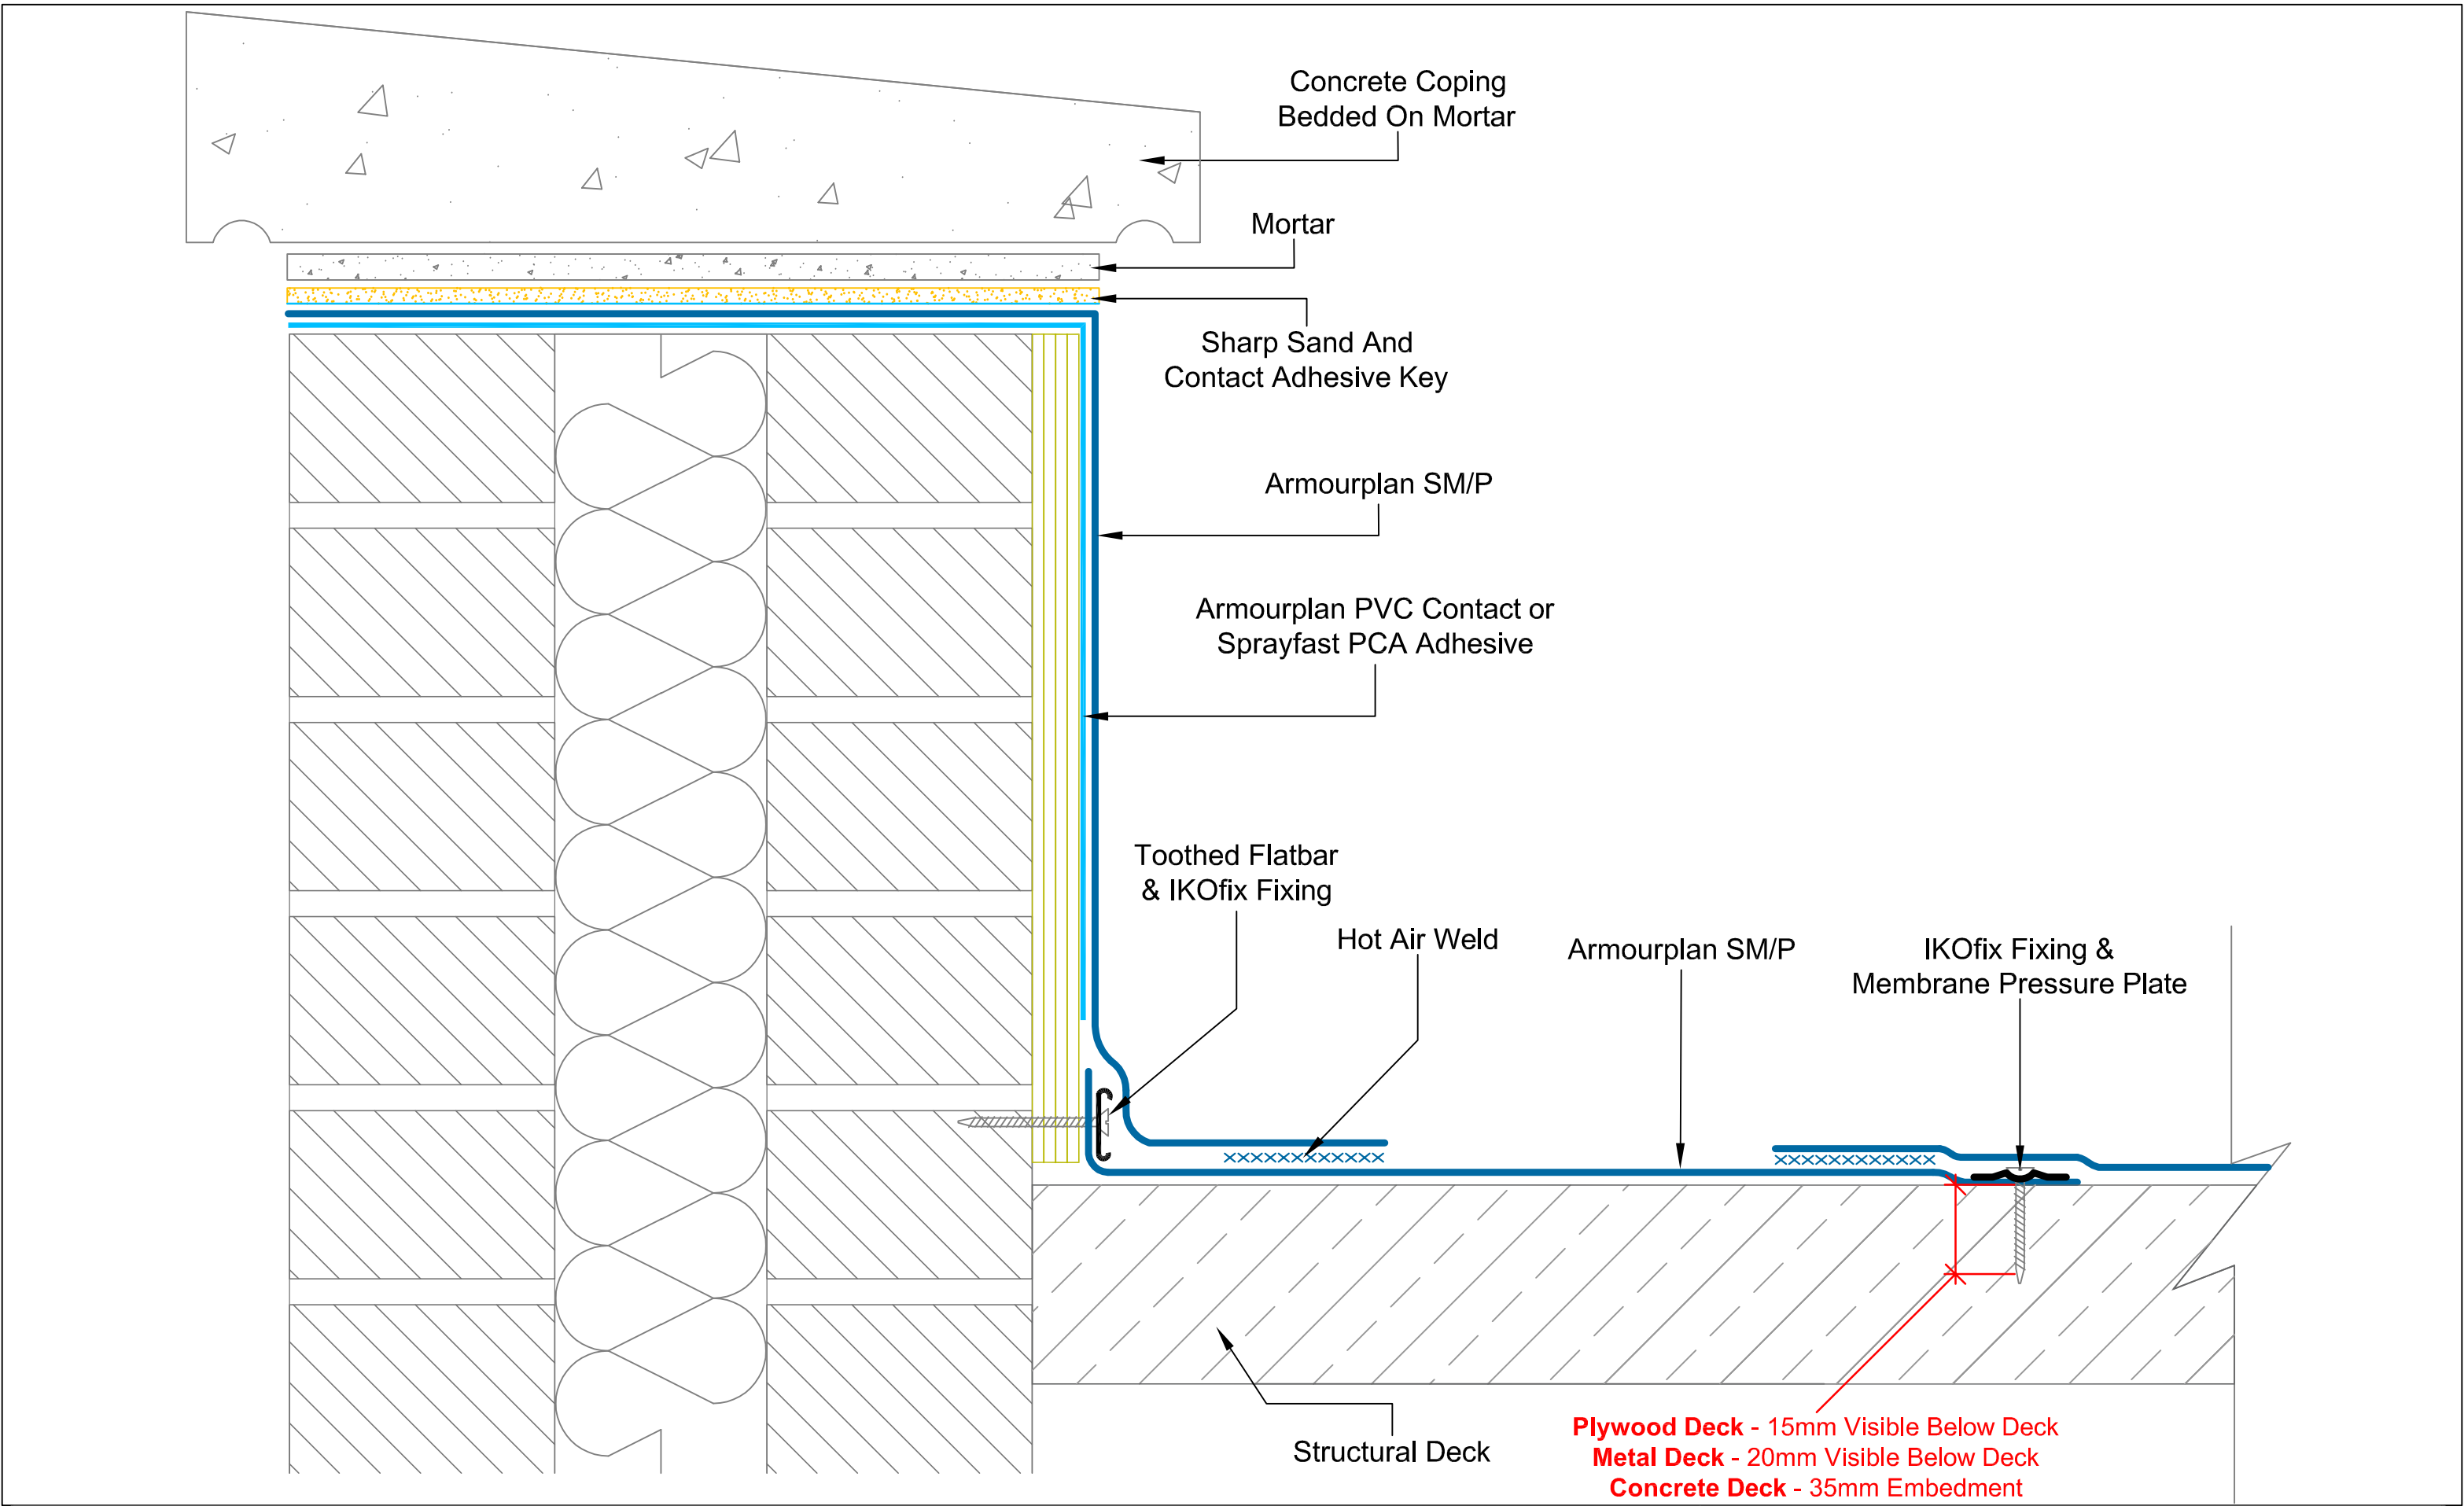 Concrete Coping
Bedded On Mortar
Mortar
Sharp Sand And
Contact Adhesive Key
Armourplan SM/P
Armourplan PVC Contact or
Sprayfast PCA Adhesive
Toothed Flatbar
& IKOfix Fixing
Hot Air Weld
Armourplan SM/P
IKOfix Fixing &
Membrane Pressure Plate
Structural Deck
Plywood Deck - 15mm Visible Below Deck
Metal Deck - 20mm Visible Below Deck
Concrete Deck - 35mm Embedment